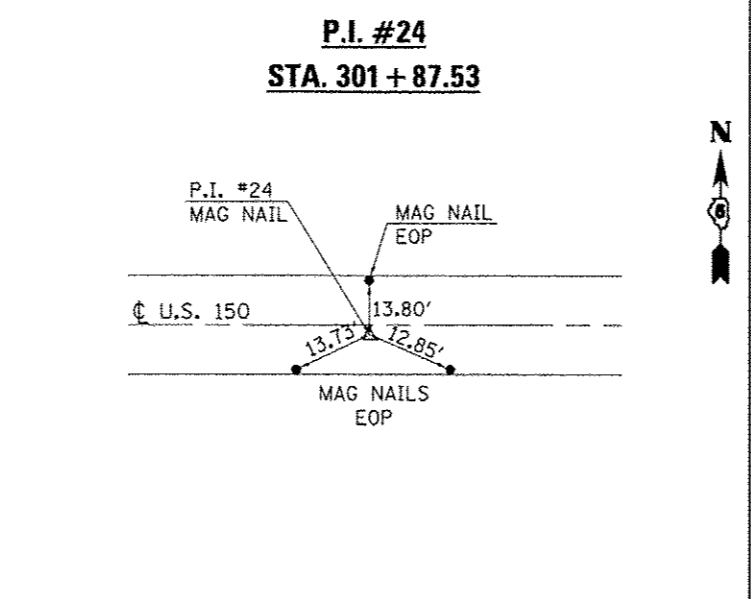 P.I. #24
STA. 301+87.53
N
P.I. #24
MAG NAIL
MAG NAIL
EOP
℄ U.S. 150
13.80'
13.73'
12.85'
MAG NAILS
EOP